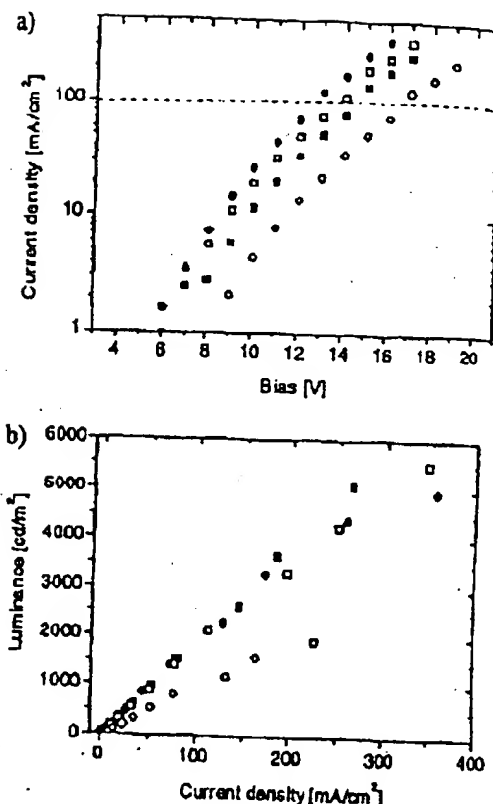 a)
Current density [mA/cm²]
100
10
1
4 6 8 10 12 14 16 18 20
Bias [V]
b)
Luminance [cd/m²]
6000
5000
4000
3000
2000
1000
0
0 100 200 300 400
Current density [mA/cm²]